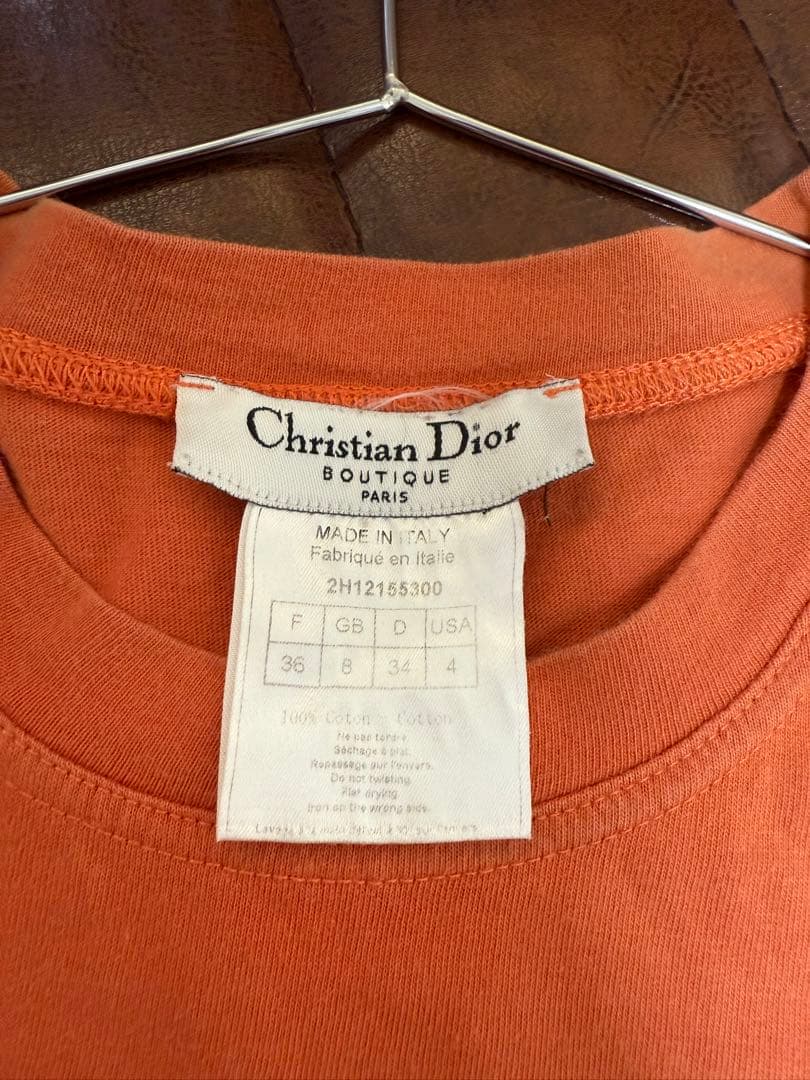 Christian Dior
BOUTIQUE
PARIS
MADE IN ITALY
Fabriqué en Italie
2H12155300
F GB D USA
36 8 34 4
100% Coton - Cotton
Ne pas tordre.
Séchage à plat.
Repassage sur l'envers.
Do not twisting.
Flat drying.
Iron on the wrong side.